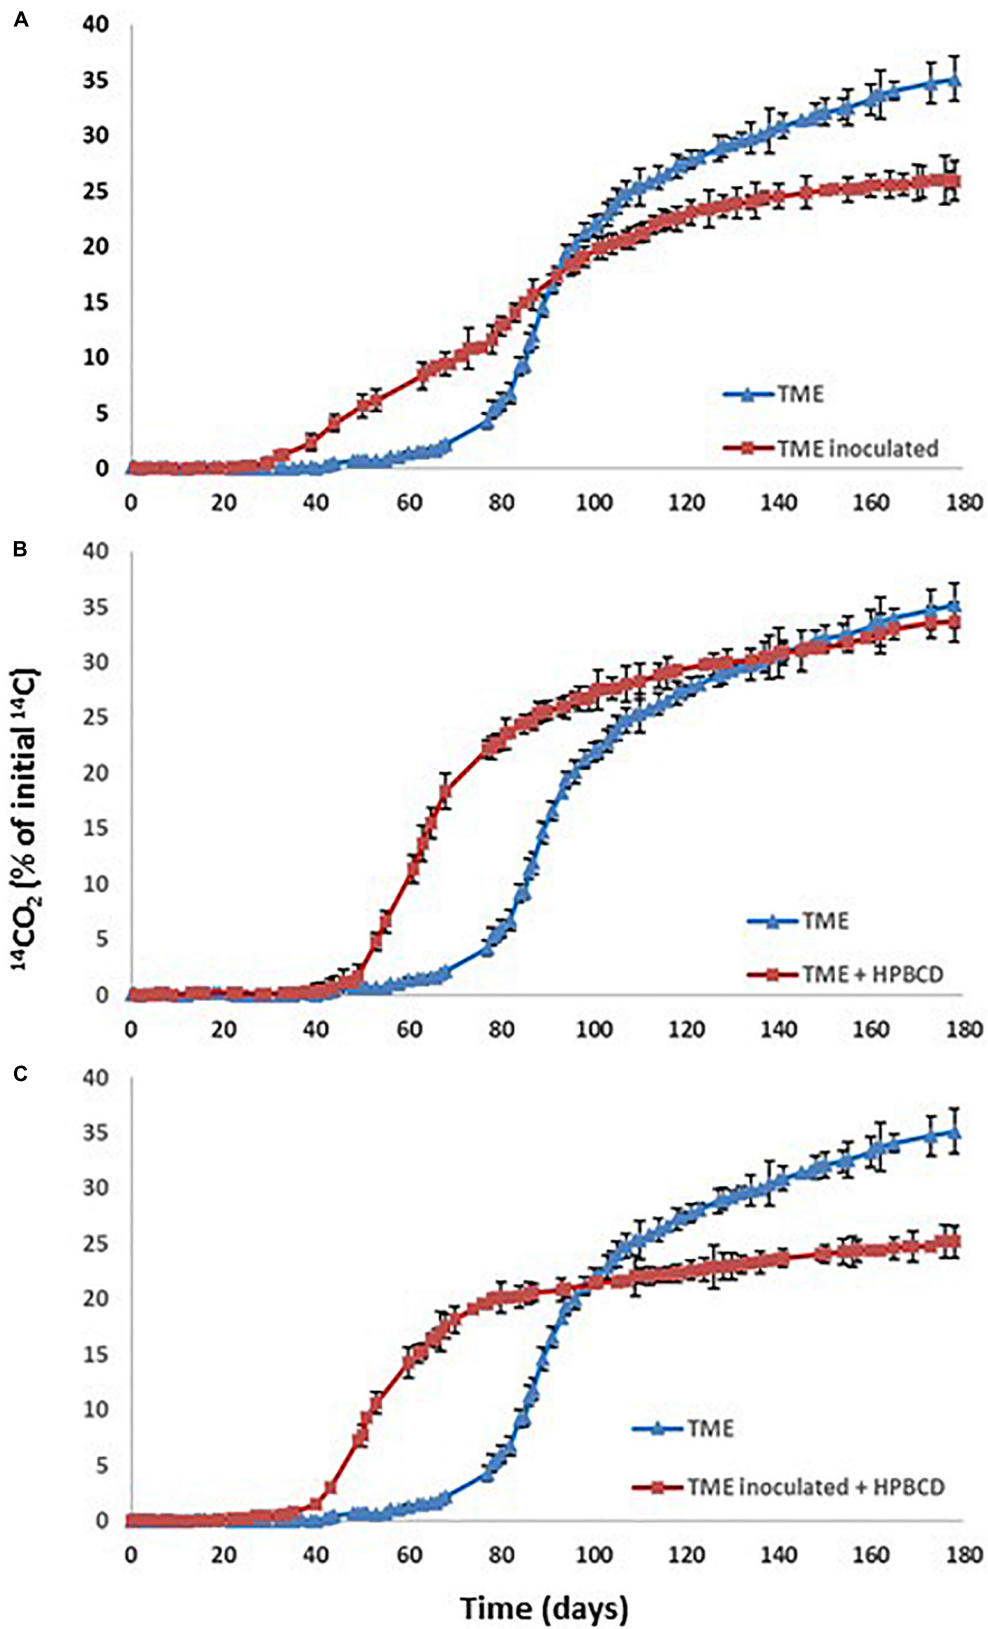 A
40
35
30
25
20
15
10
5
0
TME
TME inoculated
0 20 40 60 80 100 120 140 160 180
B
40
35
30
25
20
15
10
5
0
TME
TME + HPBCD
0 20 40 60 80 100 120 140 160 180
¹⁴CO₂ (% of initial ¹⁴C)
C
40
35
30
25
20
15
10
5
0
TME
TME inoculated + HPBCD
0 20 40 60 80 100 120 140 160 180
Time (days)